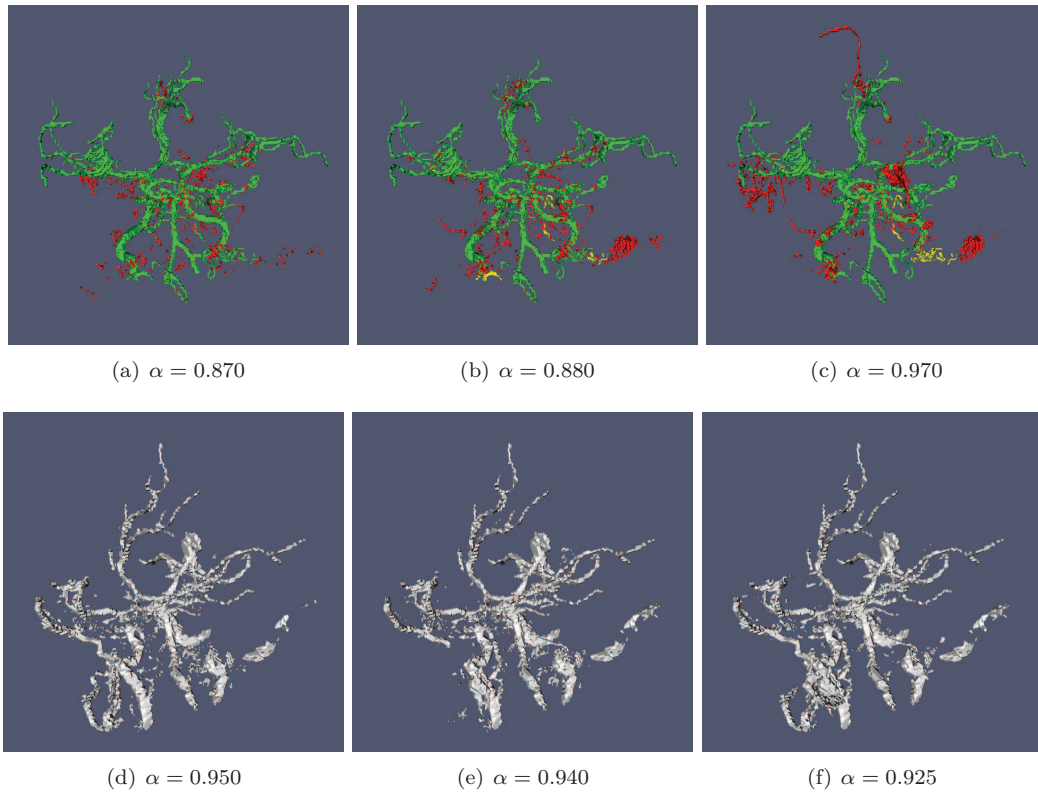 (a) α = 0.870
(b) α = 0.880
(c) α = 0.970
(d) α = 0.950
(e) α = 0.940
(f) α = 0.925